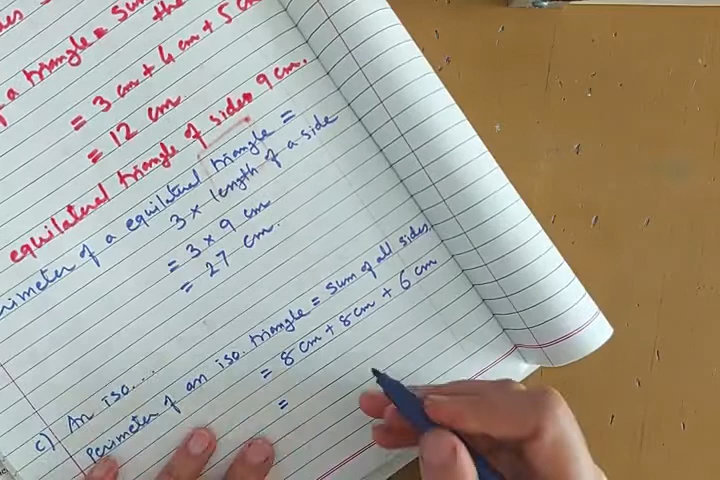 a triangle = sum the
= 3 cm + 4 cm + 5 cm
= 12 cm.
equilateral triangle of sides 9 cm.
of a equilateral triangle =
3 × length of a side
= 3 × 9 cm
= 27 cm.
c) An iso...
Perimeter of an iso. triangle = Sum of all sides.
= 8 cm + 8 cm + 6 cm
=